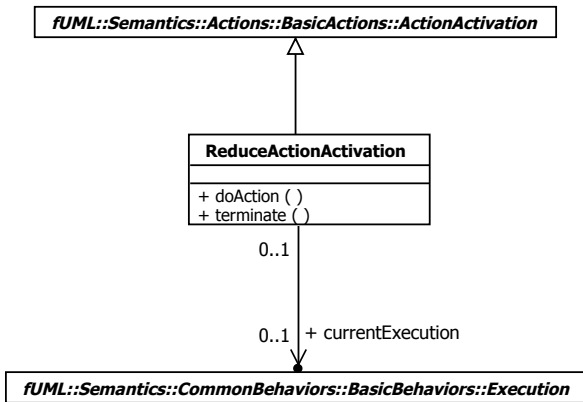 fUML::Semantics::Actions::BasicActions::ActionActivation
ReduceActionActivation
+ doAction ( )
+ terminate ( )
0..1
0..1 + currentExecution
fUML::Semantics::CommonBehaviors::BasicBehaviors::Execution